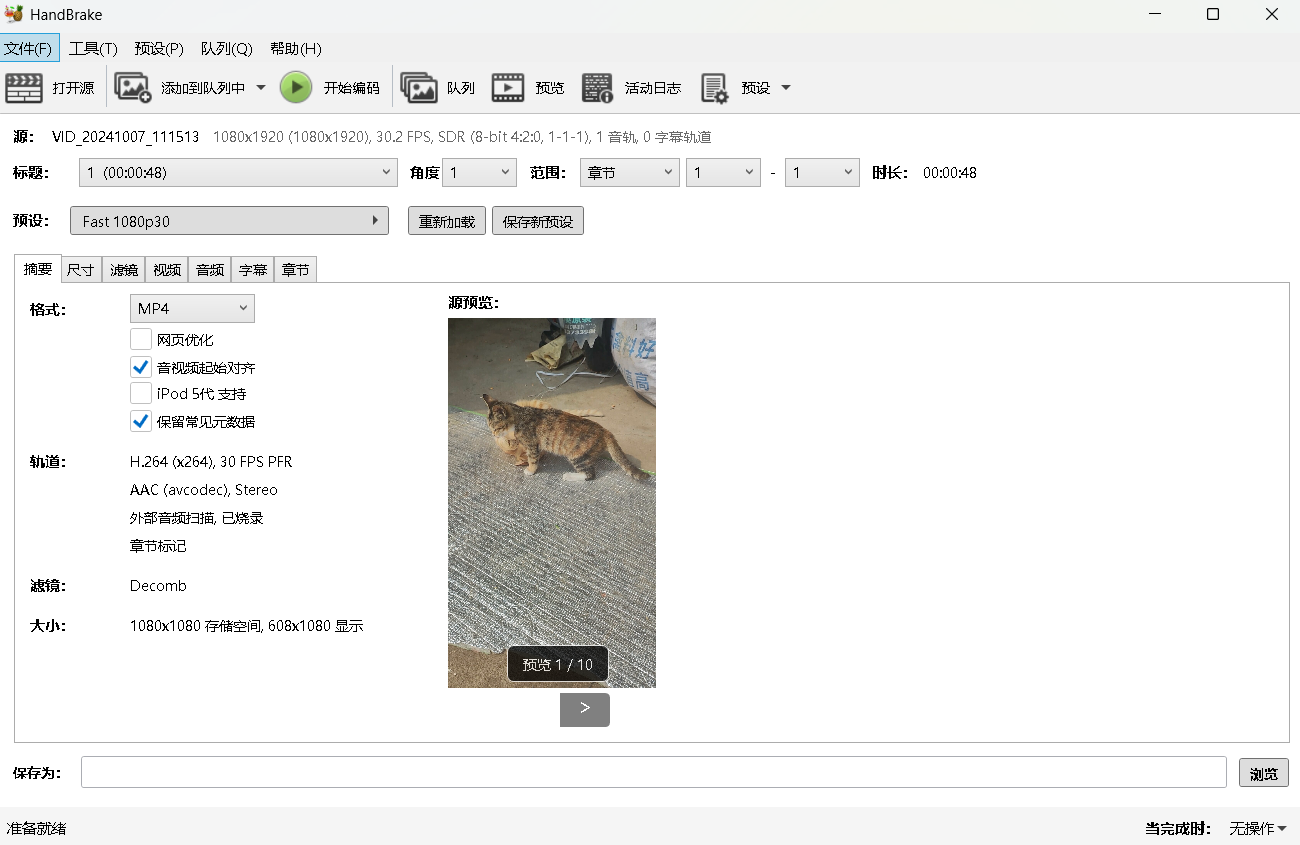 HandBrake
文件(F) 工具(T) 预设(P) 队列(Q) 帮助(H)
打开源 添加到队列中 开始编码 队列 预览 活动日志 预设
源: VID_20241007_111513 1080x1920 (1080x1920), 30.2 FPS, SDR (8-bit 4:2:0, 1-1-1), 1 音轨, 0 字幕轨道
标题: 1 (00:00:48) 角度 1 范围: 章节 1 - 1 时长: 00:00:48
预设: Fast 1080p30 重新加载 保存新预设
摘要 尺寸 滤镜 视频 音频 字幕 章节
格式: MP4
网页优化
音视频起始对齐
iPod 5代 支持
保留常见元数据
轨道: H.264 (x264), 30 FPS PFR
AAC (avcodec), Stereo
外部音频扫描, 已烧录
章节标记
滤镜: Decomb
大小: 1080x1080 存储空间, 608x1080 显示
源预览:
预览 1 / 10
>
保存为: 浏览
准备就绪 当完成时: 无操作